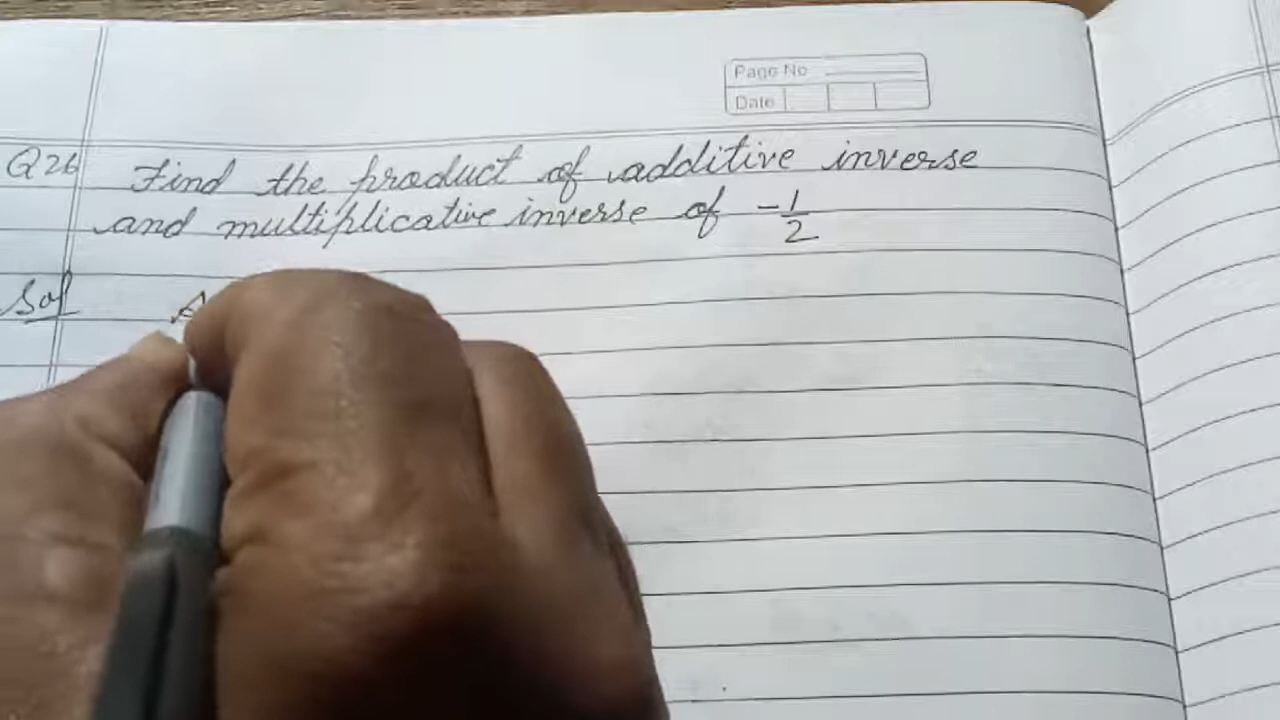 Page No
Date
Q26 Find the product of additive inverse
and multiplicative inverse of -1/2
Sol A